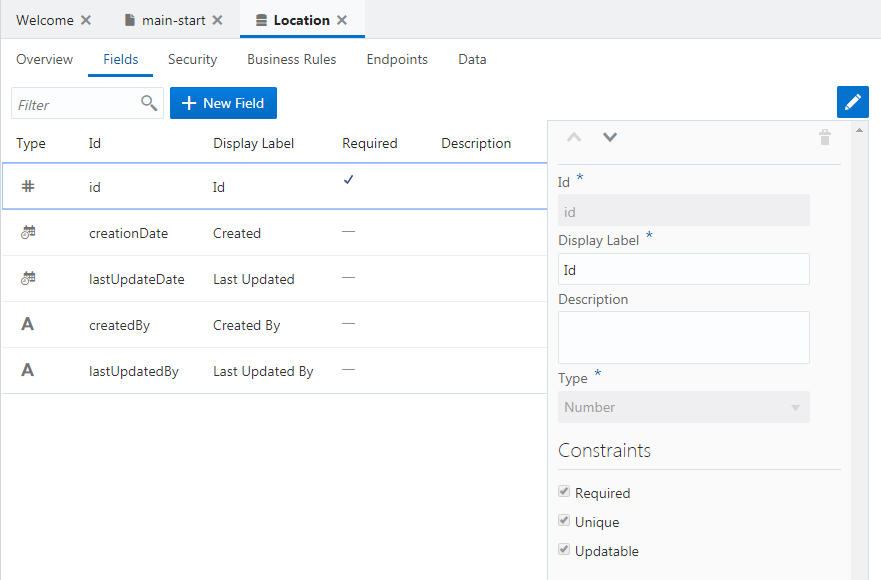 Welcome main-start Location
Overview Fields Security Business Rules Endpoints Data
Filter New Field
Type Id Display Label Required Description
id Id
creationDate Created
lastUpdateDate Last Updated
A createdBy Created By
A lastUpdatedBy Last Updated By
Id *
id
Display Label *
Id
Description
Type *
Number
Constraints
Required
Unique
Updatable